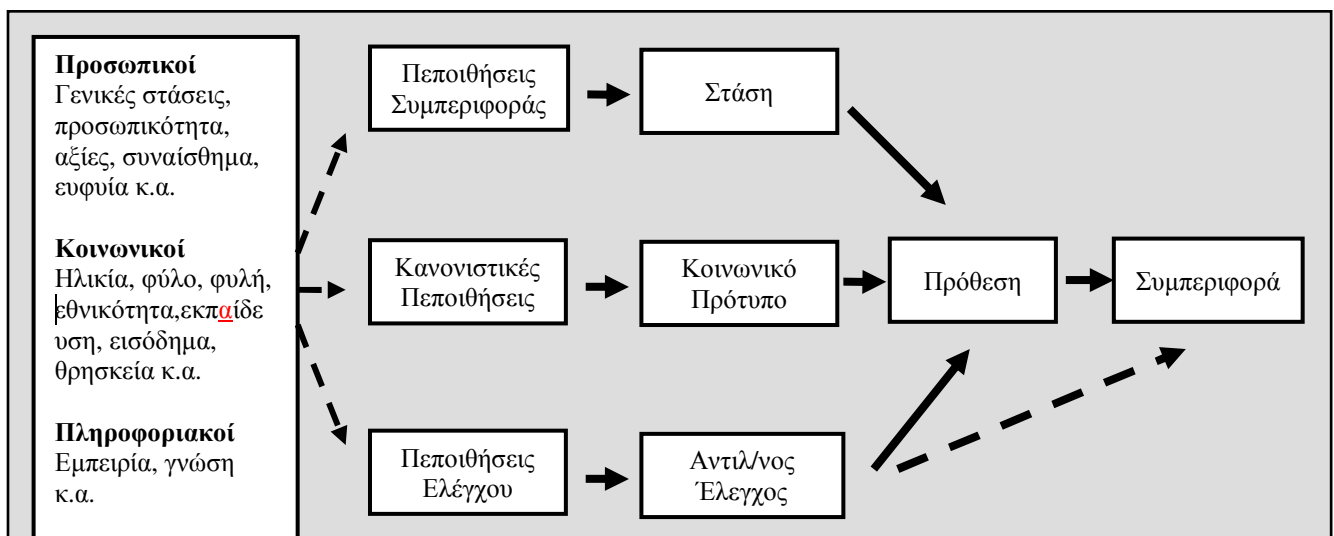 Προσωπικοί
Γενικές στάσεις,
προσωπικότητα,
αξίες, συναίσθημα,
ευφυία κ.α.
Κοινωνικοί
Ηλικία, φύλο, φυλή,
εθνικότητα,εκπαίδε
υση, εισόδημα,
θρησκεία κ.α.
Πληροφοριακοί
Εμπειρία, γνώση
κ.α.
Πεποιθήσεις
Συμπεριφοράς
Στάση
Κανονιστικές
Πεποιθήσεις
Κοινωνικό
Πρότυπο
Πρόθεση
Συμπεριφορά
Πεποιθήσεις
Ελέγχου
Αντιλ/νος
Έλεγχος